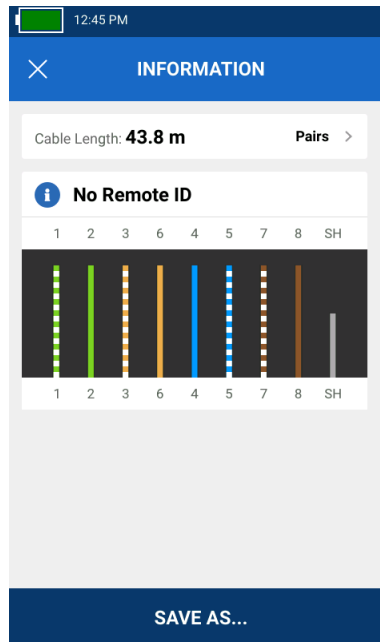 12:45 PM
INFORMATION
Cable Length: 43.8 m Pairs >
i No Remote ID
1 2 3 6 4 5 7 8 SH
1 2 3 6 4 5 7 8 SH
SAVE AS...